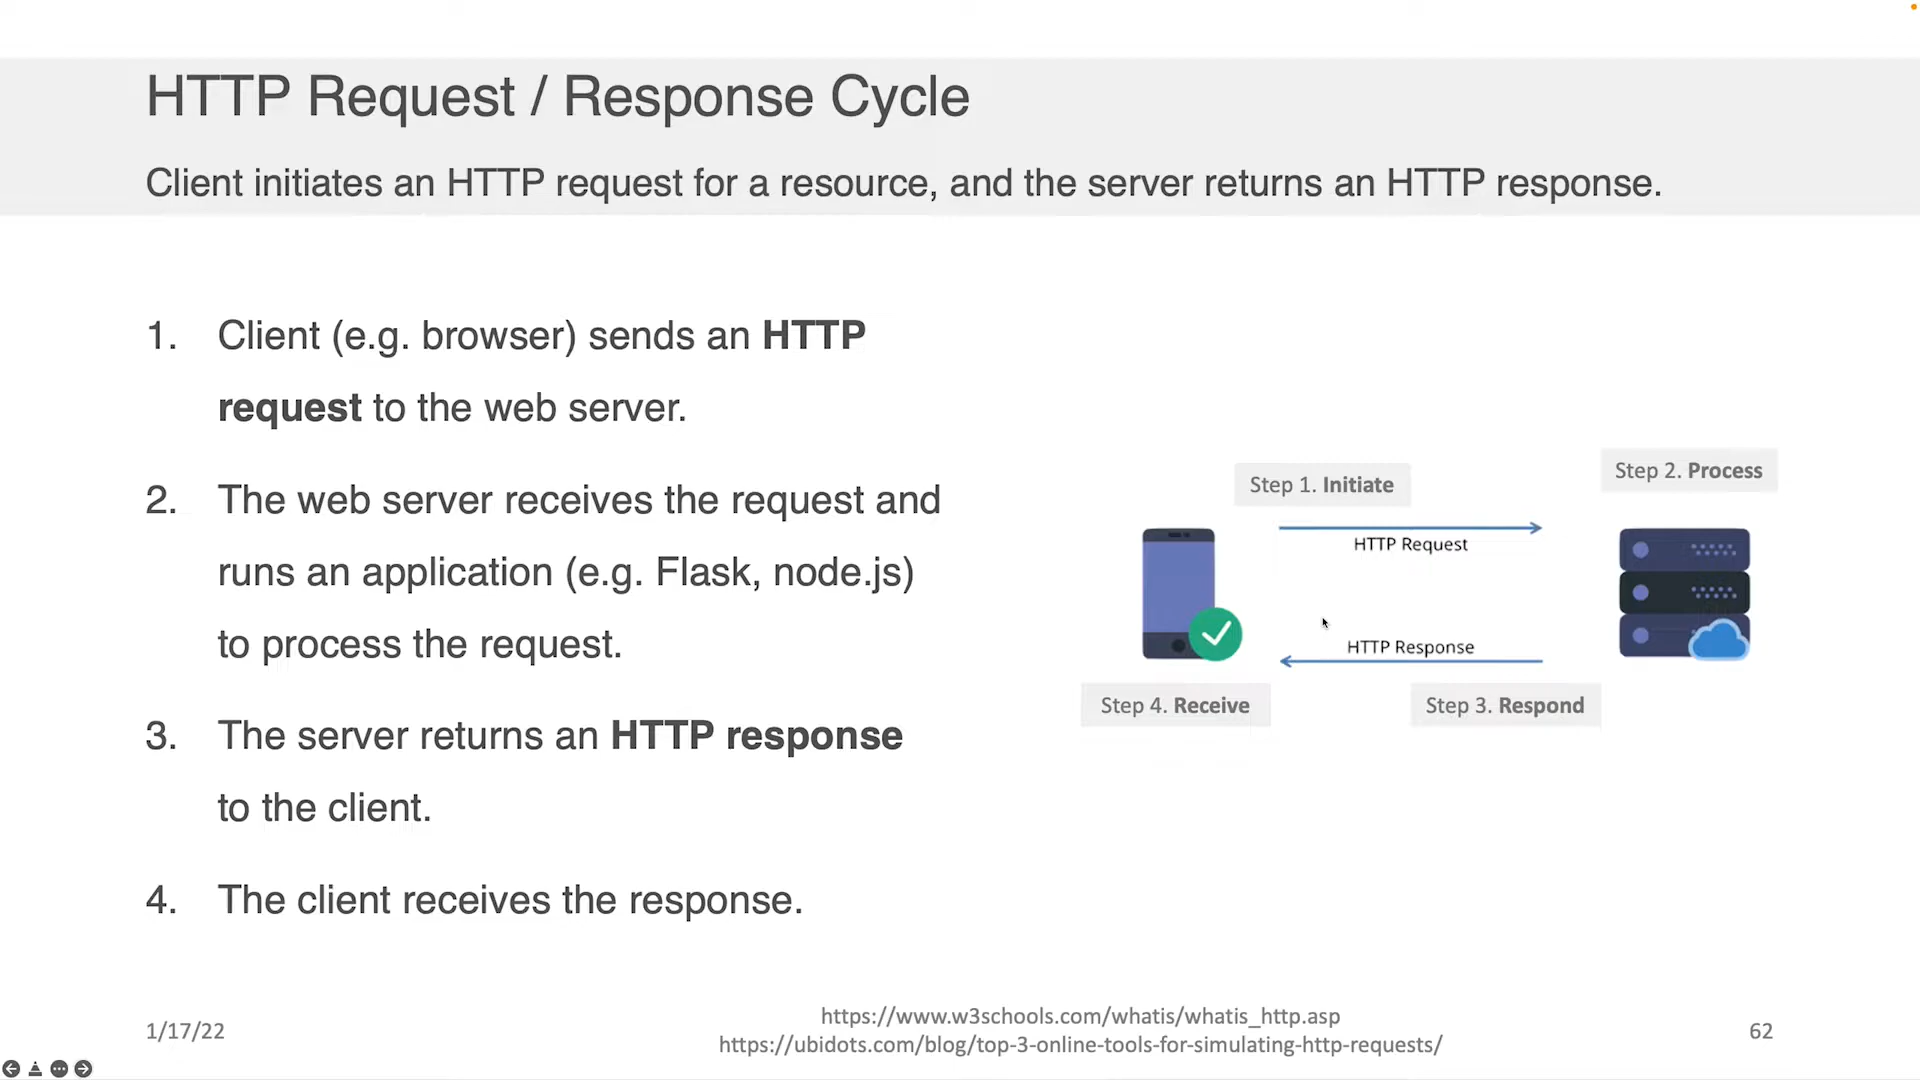 HTTP Request / Response Cycle
Client initiates an HTTP request for a resource, and the server returns an HTTP response.
1. Client (e.g. browser) sends an HTTP
request to the web server.
2. The web server receives the request and
runs an application (e.g. Flask, node.js)
to process the request.
3. The server returns an HTTP response
to the client.
4. The client receives the response.
Step 1. Initiate
Step 2. Process
HTTP Request
HTTP Response
Step 4. Receive
Step 3. Respond
1/17/22
https://www.w3schools.com/whatis/whatis_http.asp
https://ubidots.com/blog/top-3-online-tools-for-simulating-http-requests/
62